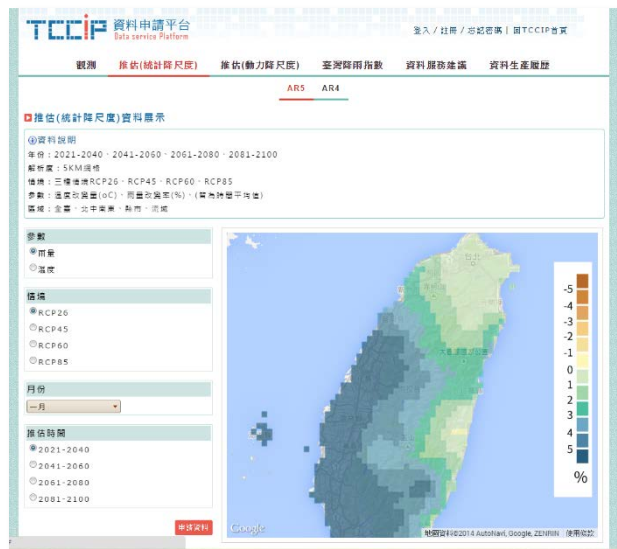 TCCIP 資料申請平台
Data service Platform
登入 / 註冊 / 忘記密碼 | 回TCCIP首頁
觀測 推估(統計降尺度) 推估(動力降尺度) 臺灣降雨指數 資料服務建議 資料生產履歷
AR5 AR4
推估(統計降尺度)資料展示
資料說明
年份：2021-2040、2041-2060、2061-2080、2081-2100
解析度：5KM網格
情境：三種情境RCP26、RCP45、RCP60、RCP85
參數：溫度改變量(oC)、雨量改變率(%)、(皆為時間平均值)
區域：全臺、北中南東、縣市、流域
參數
雨量
溫度
情境
RCP26
RCP45
RCP60
RCP85
月份
一月
推估時間
2021-2040
2041-2060
2061-2080
2081-2100
申請資料
-5
-4
-3
-2
-1
0
1
2
3
4
5
%
Google
地圖資料©2014 AutoNavi, Google, ZENRIN 使用條款